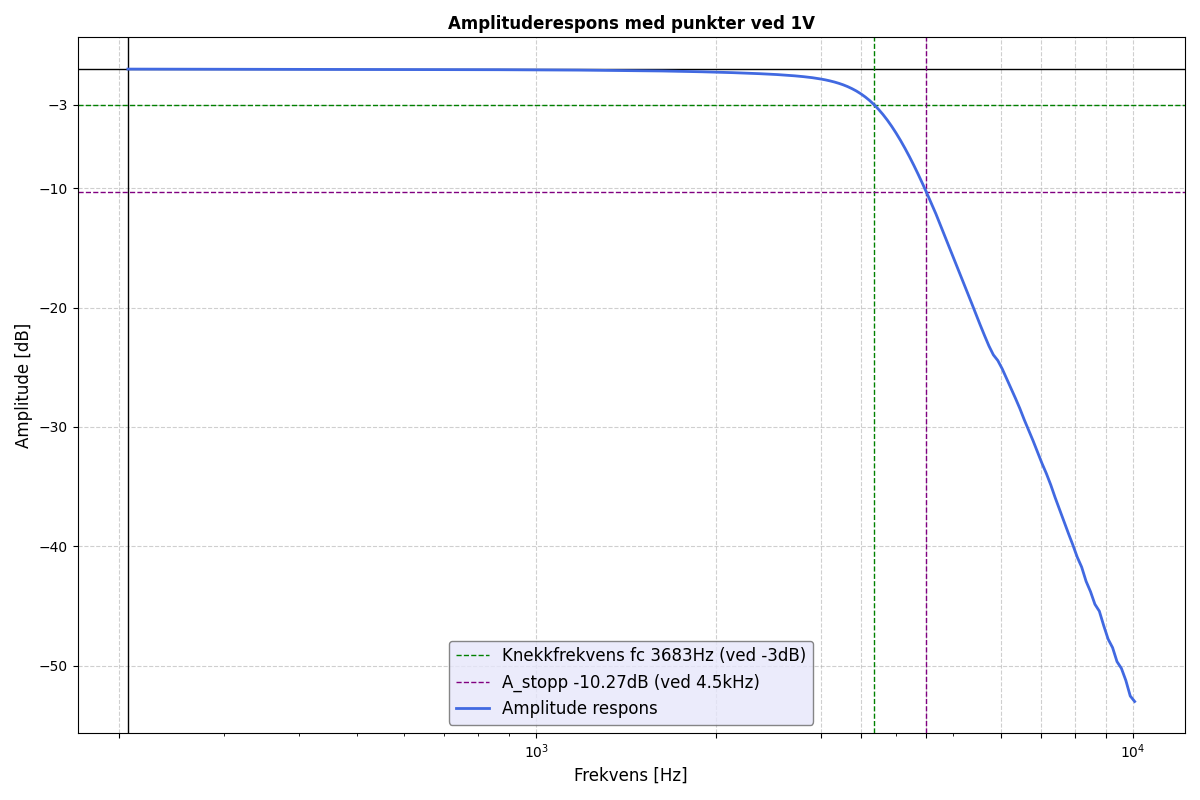 Amplituderespons med punkter ved 1V
Amplitude [dB]
−3
−10
−20
−30
−40
−50
Knekkfrekvens fc 3683Hz (ved -3dB)
A_stopp -10.27dB (ved 4.5kHz)
Amplitude respons
10³
10⁴
Frekvens [Hz]